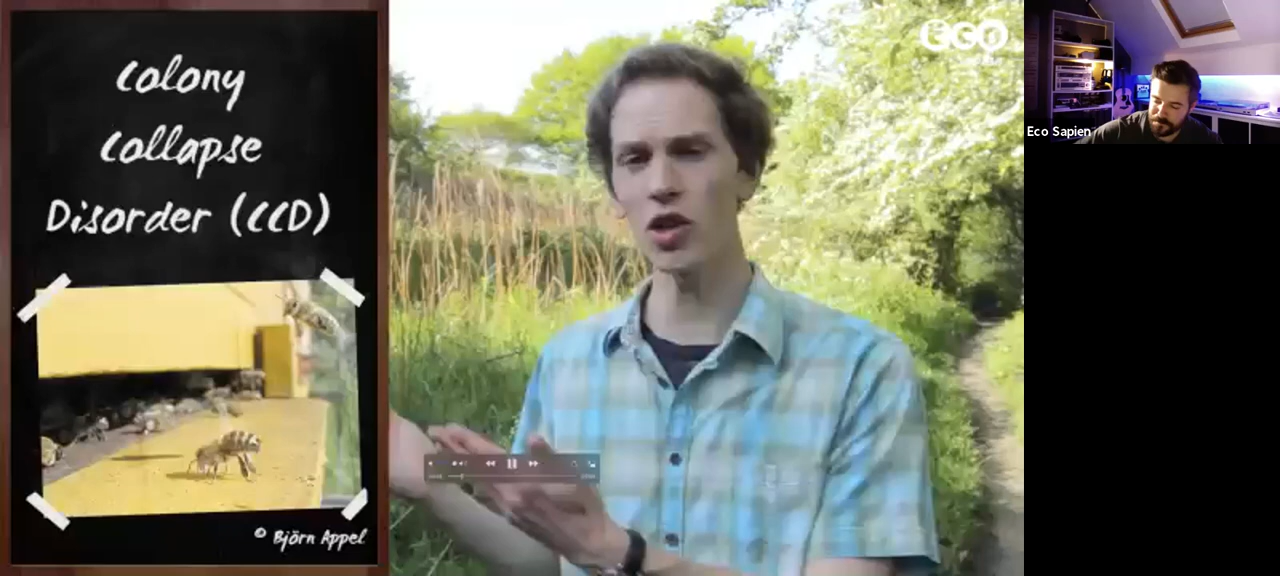 Colony
Collapse
Disorder (CCD)
© Björn Appel
eco
Eco Sapien